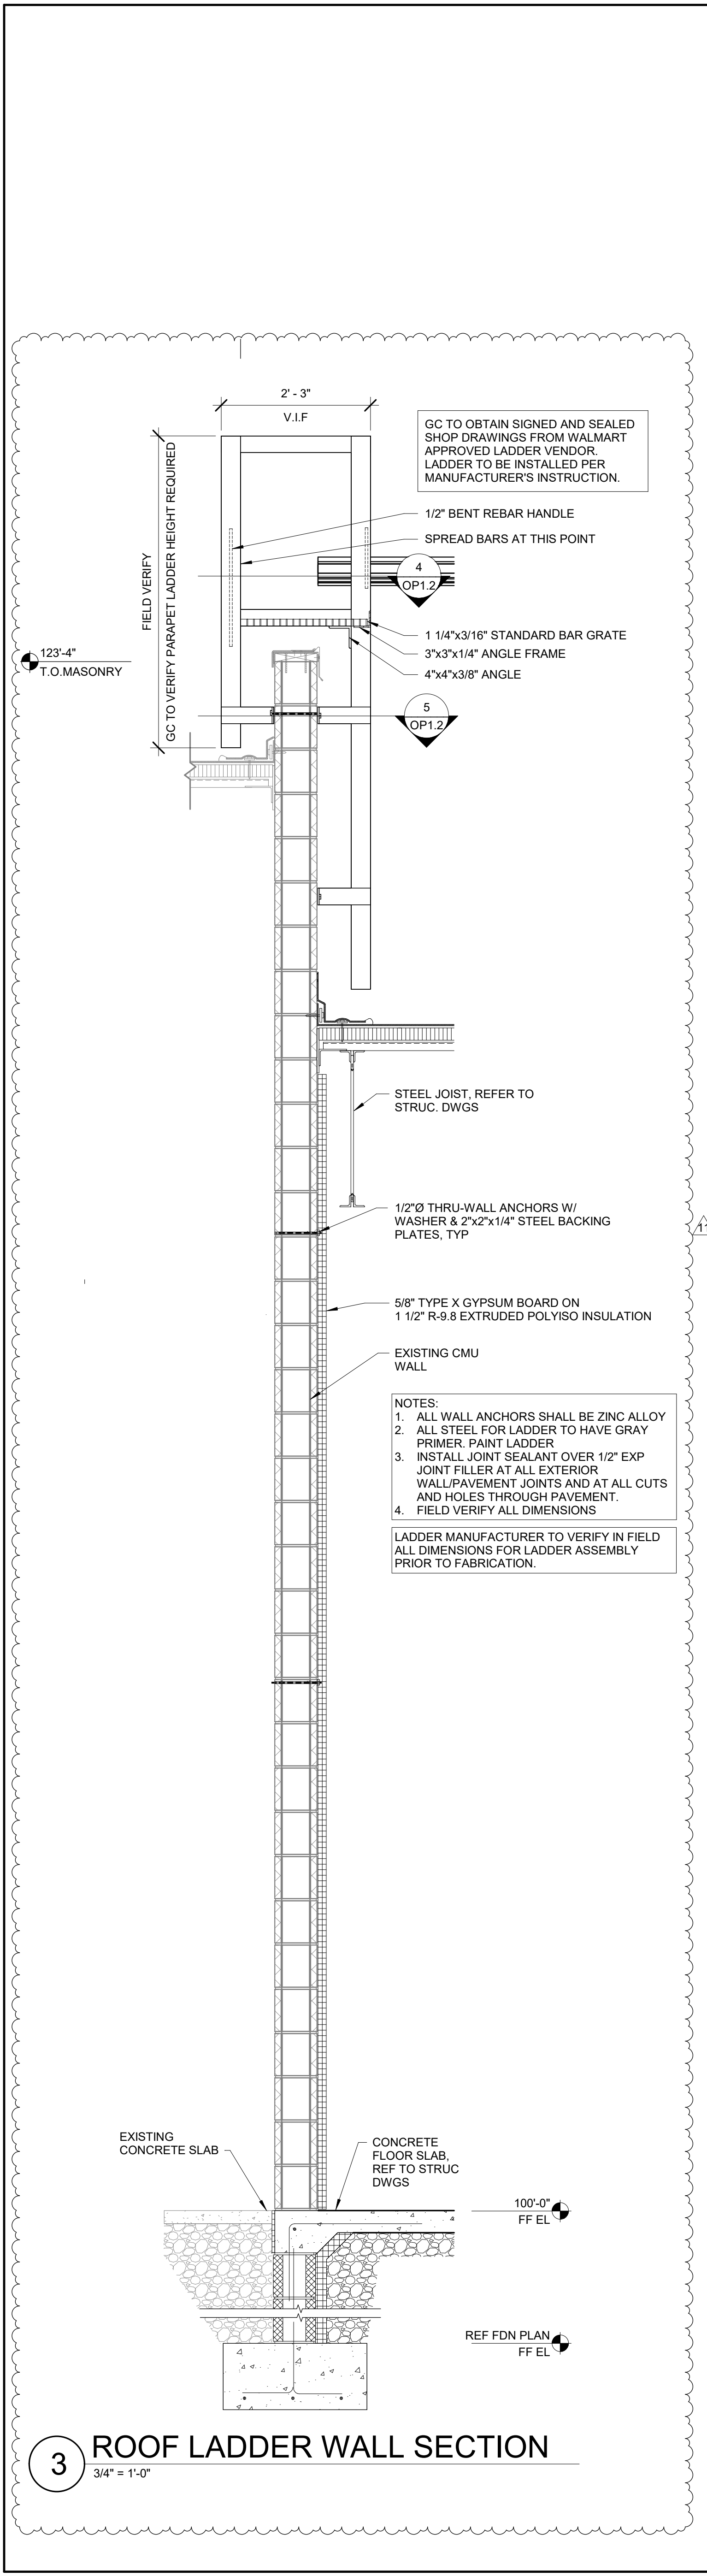 2' - 3"
V.I.F
GC TO OBTAIN SIGNED AND SEALED
SHOP DRAWINGS FROM WALMART
APPROVED LADDER VENDOR.
LADDER TO BE INSTALLED PER
MANUFACTURER'S INSTRUCTION.
FIELD VERIFY
GC TO VERIFY PARAPET LADDER HEIGHT REQUIRED
1/2" BENT REBAR HANDLE
SPREAD BARS AT THIS POINT
4
OP1.2
1 1/4"x3/16" STANDARD BAR GRATE
3"x3"x1/4" ANGLE FRAME
4"x4"x3/8" ANGLE
123'-4"
T.O.MASONRY
5
OP1.2
STEEL JOIST, REFER TO
STRUC. DWGS
1/2"Ø THRU-WALL ANCHORS W/
WASHER & 2"x2"x1/4" STEEL BACKING
PLATES, TYP
11
5/8" TYPE X GYPSUM BOARD ON
1 1/2" R-9.8 EXTRUDED POLYISO INSULATION
EXISTING CMU
WALL
NOTES:
1. ALL WALL ANCHORS SHALL BE ZINC ALLOY
2. ALL STEEL FOR LADDER TO HAVE GRAY
PRIMER. PAINT LADDER
3. INSTALL JOINT SEALANT OVER 1/2" EXP
JOINT FILLER AT ALL EXTERIOR
WALL/PAVEMENT JOINTS AND AT ALL CUTS
AND HOLES THROUGH PAVEMENT.
4. FIELD VERIFY ALL DIMENSIONS
LADDER MANUFACTURER TO VERIFY IN FIELD
ALL DIMENSIONS FOR LADDER ASSEMBLY
PRIOR TO FABRICATION.
EXISTING
CONCRETE SLAB
CONCRETE
FLOOR SLAB,
REF TO STRUC
DWGS
100'-0"
FF EL
REF FDN PLAN
FF EL
3
ROOF LADDER WALL SECTION
3/4" = 1'-0"